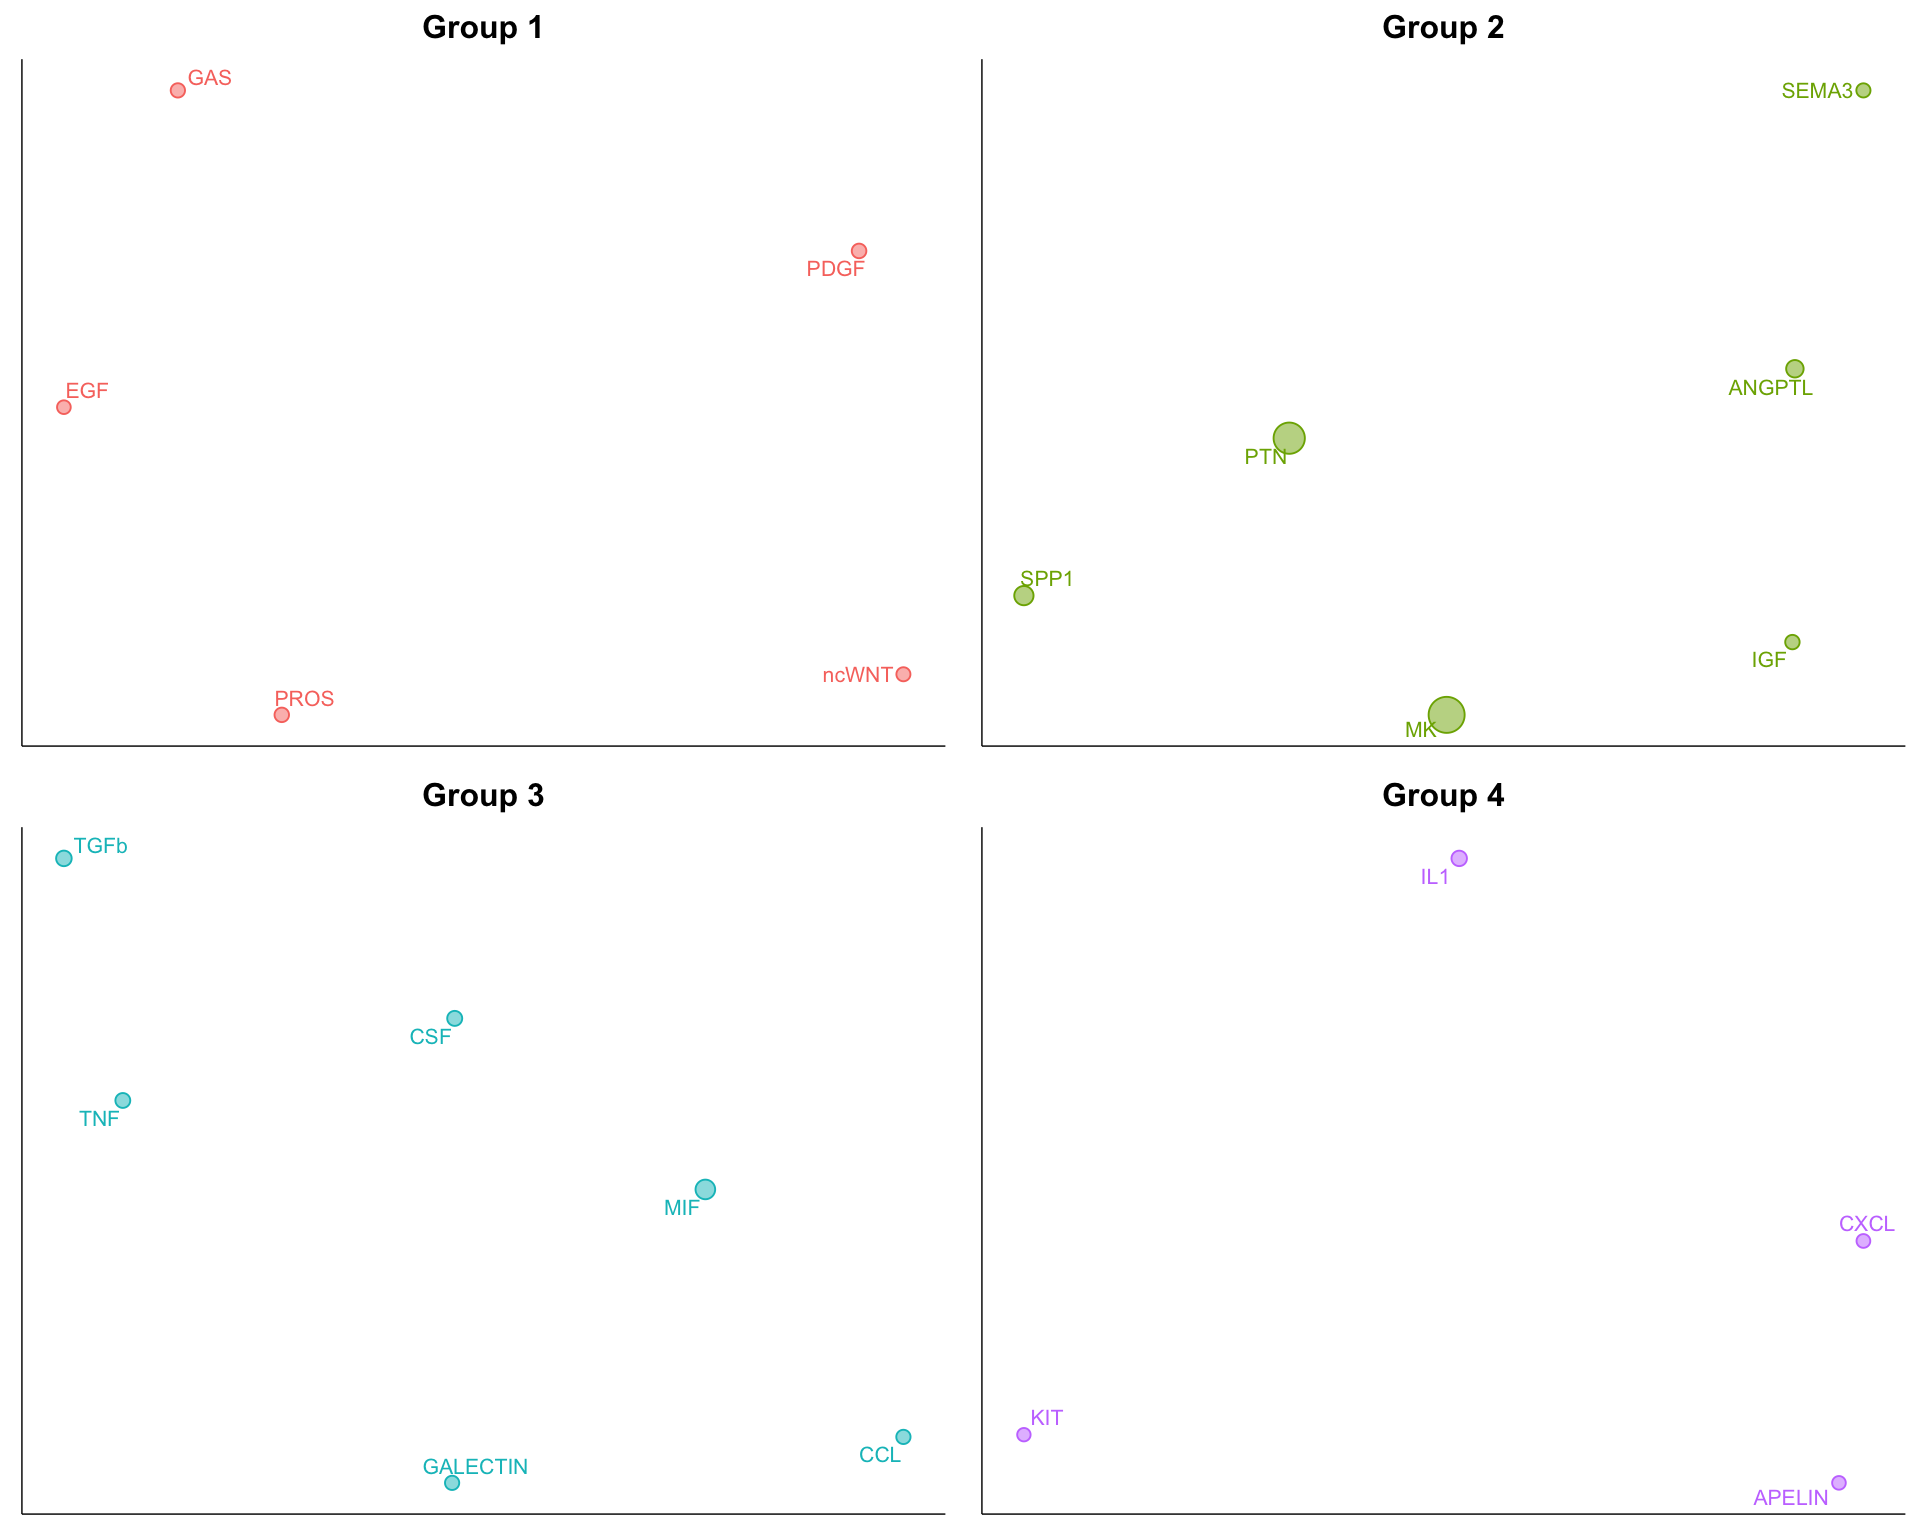 Group 1
GAS
PDGF
EGF
ncWNT
PROS
Group 2
SEMA3
ANGPTL
PTN
SPP1
IGF
MK
Group 3
TGFb
CSF
TNF
MIF
CCL
GALECTIN
Group 4
IL1
CXCL
KIT
APELIN